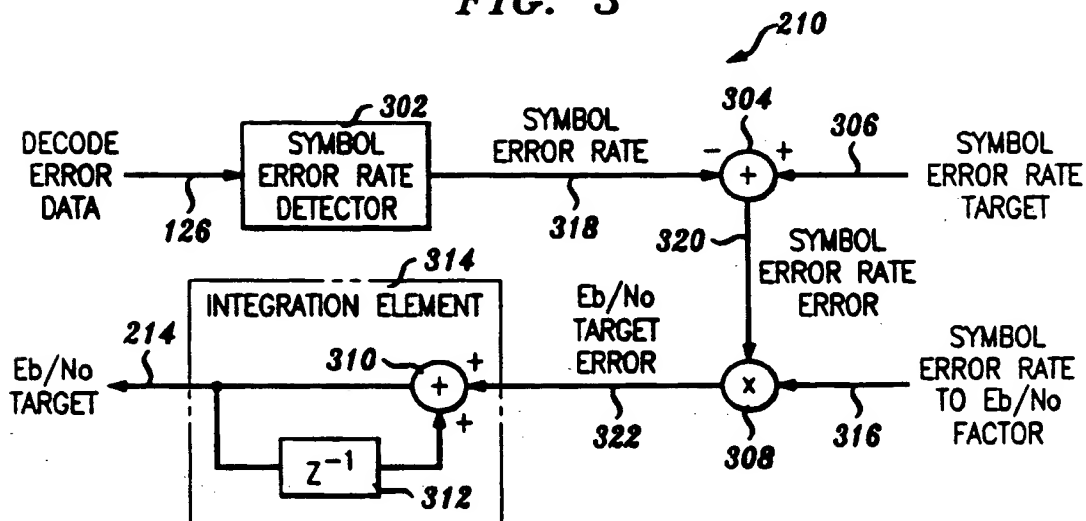 FIG. 3
210
302
304
DECODE
ERROR
DATA
126
SYMBOL
ERROR RATE
DETECTOR
SYMBOL
ERROR RATE
318
−
+
+
306
SYMBOL
ERROR RATE
TARGET
320
SYMBOL
ERROR RATE
ERROR
314
INTEGRATION ELEMENT
Eb/No
TARGET
214
310
+
+
+
Z⁻¹
312
Eb/No
TARGET
ERROR
322
x
308
316
SYMBOL
ERROR RATE
TO Eb/No
FACTOR